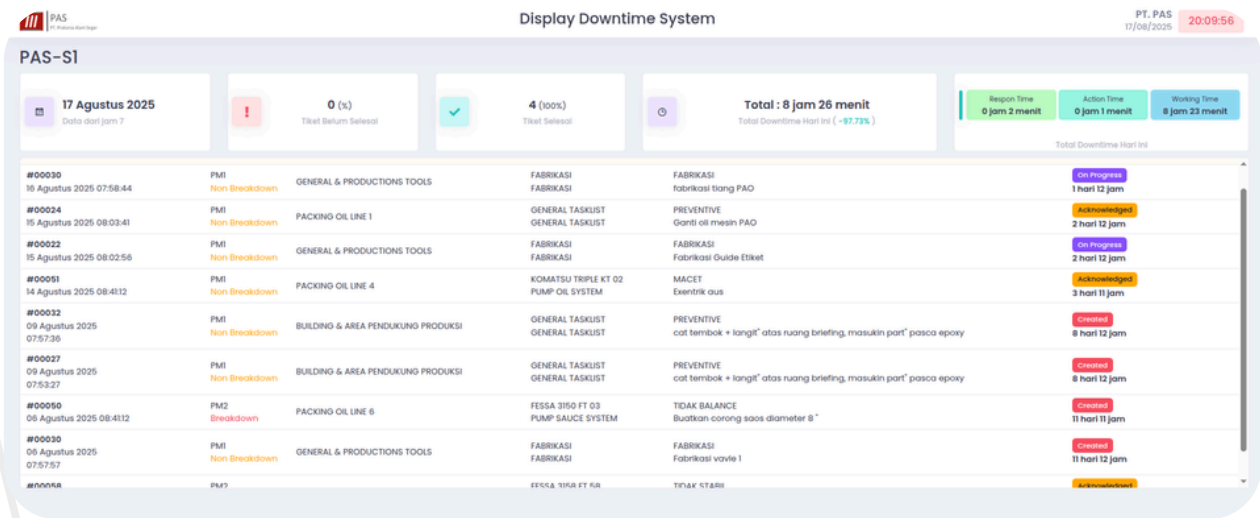 PAS
Display Downtime System
PT. PAS
17/08/2025
20:09:56
PAS-S1
17 Agustus 2025
Data dari jam 7
0 (%)
Tiket Belum Selesai
4 (100%)
Tiket Selesai
Total : 8 jam 26 menit
Total Downtime Hari Ini ( -97.73% )
Respon Time
0 jam 2 menit
Action Time
0 jam 1 menit
Working Time
8 jam 23 menit
Total Downtime Hari Ini
#00030 PM1 GENERAL & PRODUCTIONS TOOLS FABRIKASI FABRIKASI On Progress
16 Agustus 2025 07:58:44 Non Breakdown FABRIKASI fabrikasi tiang PAO 1 hari 12 jam
#00024 PM1 PACKING OIL LINE 1 GENERAL TASKLIST PREVENTIVE Acknowledged
15 Agustus 2025 08:03:41 Non Breakdown GENERAL TASKLIST Ganti oli mesin PAO 2 hari 12 jam
#00022 PM1 GENERAL & PRODUCTIONS TOOLS FABRIKASI FABRIKASI On Progress
15 Agustus 2025 08:02:56 Non Breakdown FABRIKASI Fabrikasi Guide Etiket 2 hari 12 jam
#00051 PM1 PACKING OIL LINE 4 KOMATSU TRIPLE KT 02 MACET Acknowledged
14 Agustus 2025 08:41:12 Non Breakdown PUMP OIL SYSTEM Exentrik aus 3 hari 11 jam
#00032 PM1 BUILDING & AREA PENDUKUNG PRODUKSI GENERAL TASKLIST PREVENTIVE Created
09 Agustus 2025 Non Breakdown GENERAL TASKLIST cat tembok + langit" atas ruang briefing, masukin part" pasca epoxy 8 hari 12 jam
07:57:36
#00027 PM1 BUILDING & AREA PENDUKUNG PRODUKSI GENERAL TASKLIST PREVENTIVE Created
09 Agustus 2025 Non Breakdown GENERAL TASKLIST cat tembok + langit" atas ruang briefing, masukin part" pasca epoxy 8 hari 12 jam
07:53:27
#00050 PM2 PACKING OIL LINE 6 FESSA 3150 FT 03 TIDAK BALANCE Created
06 Agustus 2025 08:41:12 Breakdown PUMP SAUCE SYSTEM Buatkan corong saos diameter 8 " 11 hari 11 jam
#00030 PM1 GENERAL & PRODUCTIONS TOOLS FABRIKASI FABRIKASI Created
06 Agustus 2025 Non Breakdown FABRIKASI Fabrikasi vavle 1 11 hari 12 jam
07:57:57
#00058 PM2 FESSA 3158 FT 58 TIDAK STABIL Acknowledged